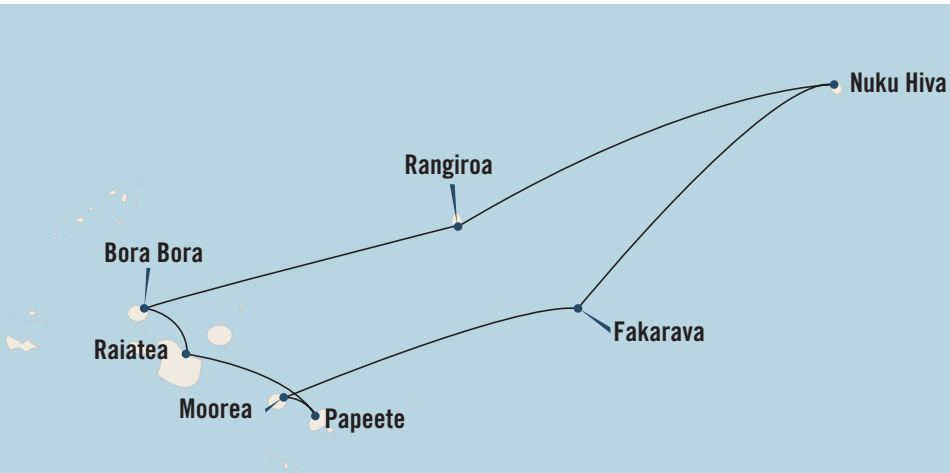 Nuku Hiva
Rangiroa
Bora Bora
Fakarava
Raiatea
Moorea
Papeete